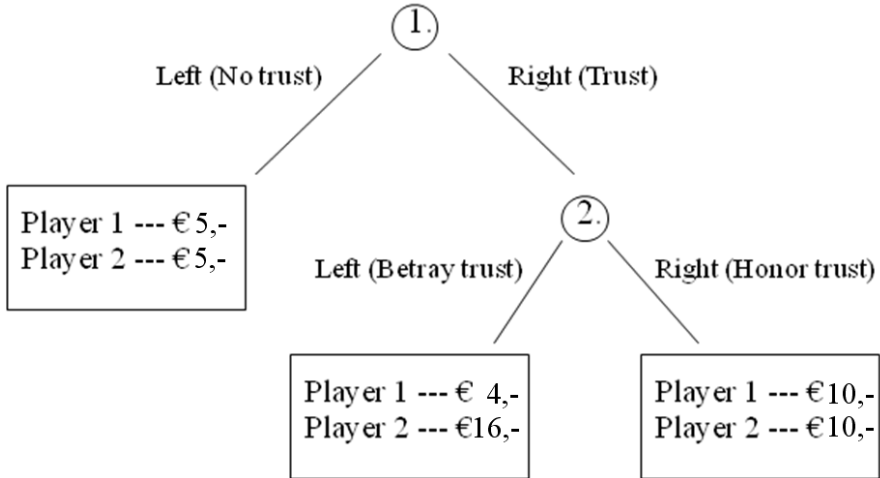 1.
Left (No trust)
Right (Trust)
Player 1 --- € 5,-
Player 2 --- € 5,-
2.
Left (Betray trust)
Right (Honor trust)
Player 1 --- € 4,-
Player 2 --- €16,-
Player 1 --- €10,-
Player 2 --- €10,-